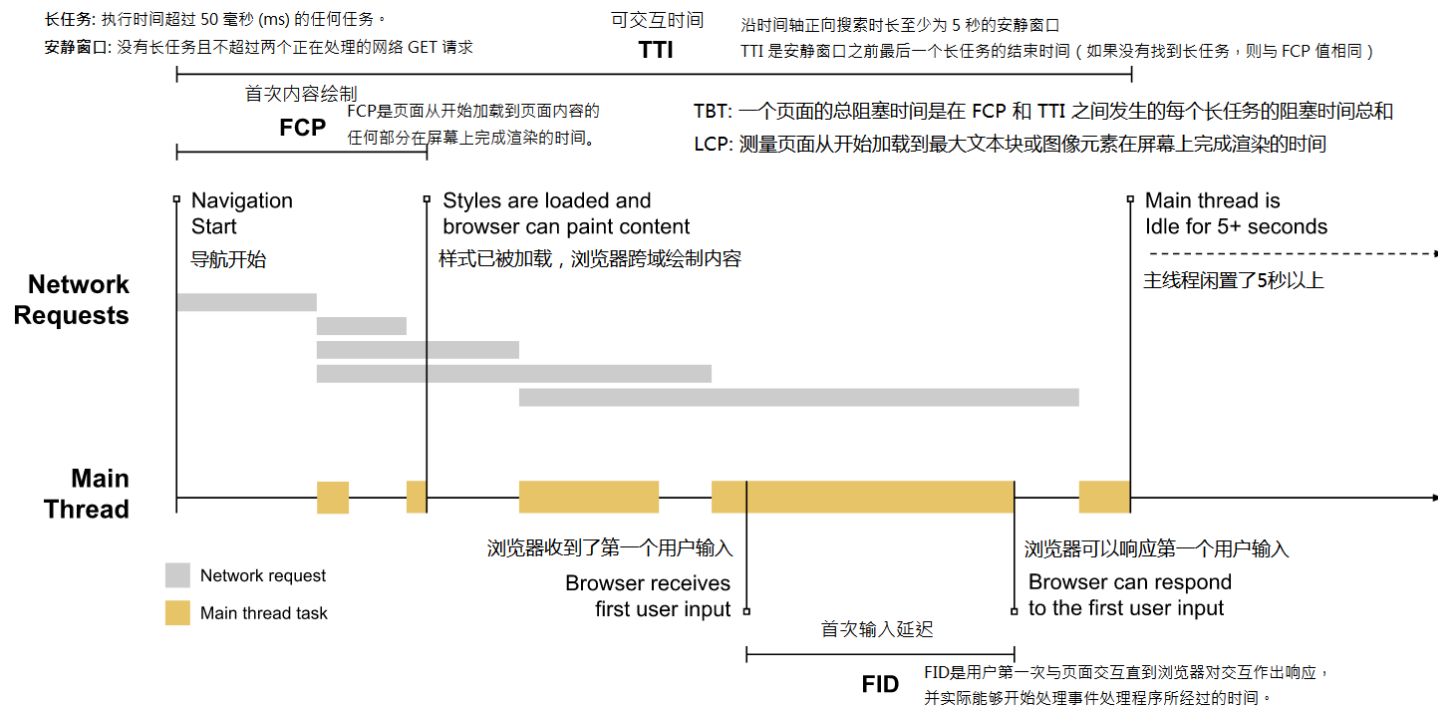 长任务: 执行时间超过 50 毫秒 (ms) 的任何任务。
安静窗口: 没有长任务且不超过两个正在处理的网络 GET 请求
可交互时间
TTI
沿时间轴正向搜索时长至少为 5 秒的安静窗口
TTI 是安静窗口之前最后一个长任务的结束时间 ( 如果没有找到长任务，则与 FCP 值相同 )
首次内容绘制
FCP
FCP是页面从开始加载到页面内容的
任何部分在屏幕上完成渲染的时间。
TBT: 一个页面的总阻塞时间是在 FCP 和 TTI 之间发生的每个长任务的阻塞时间总和
LCP: 测量页面从开始加载到最大文本块或图像元素在屏幕上完成渲染的时间
Navigation
Start
导航开始
Styles are loaded and
browser can paint content
样式已被加载，浏览器跨域绘制内容
Main thread is
Idle for 5+ seconds
主线程闲置了5秒以上
Network
Requests
Main
Thread
浏览器收到了第一个用户输入
Browser receives
first user input
浏览器可以响应第一个用户输入
Browser can respond
to the first user input
Network request
Main thread task
首次输入延迟
FID
FID是用户第一次与页面交互直到浏览器对交互作出响应，
并实际能够开始处理事件处理程序所经过的时间。